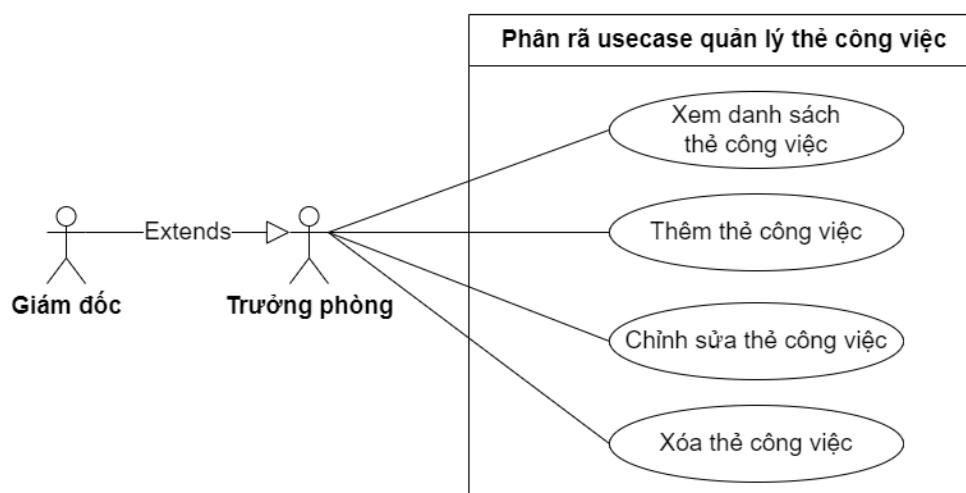 Phân rã usecase quản lý thẻ công việc
Xem danh sách
thẻ công việc
Extends
Thêm thẻ công việc
Giám đốc
Trưởng phòng
Chỉnh sửa thẻ công việc
Xóa thẻ công việc